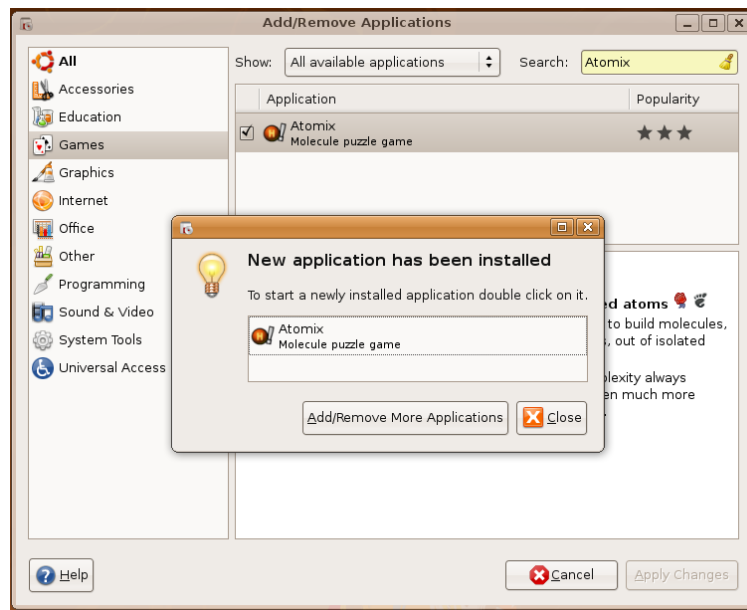 Add/Remove Applications
All
Accessories
Education
Games
Graphics
Internet
Office
Other
Programming
Sound & Video
System Tools
Universal Access
Show: All available applications Search: Atomix
Application Popularity
Atomix
Molecule puzzle game
New application has been installed
To start a newly installed application double click on it.
Atomix
Molecule puzzle game
Add/Remove More Applications Close
d atoms
to build molecules,
, out of isolated
always
much more
Help Cancel Apply Changes